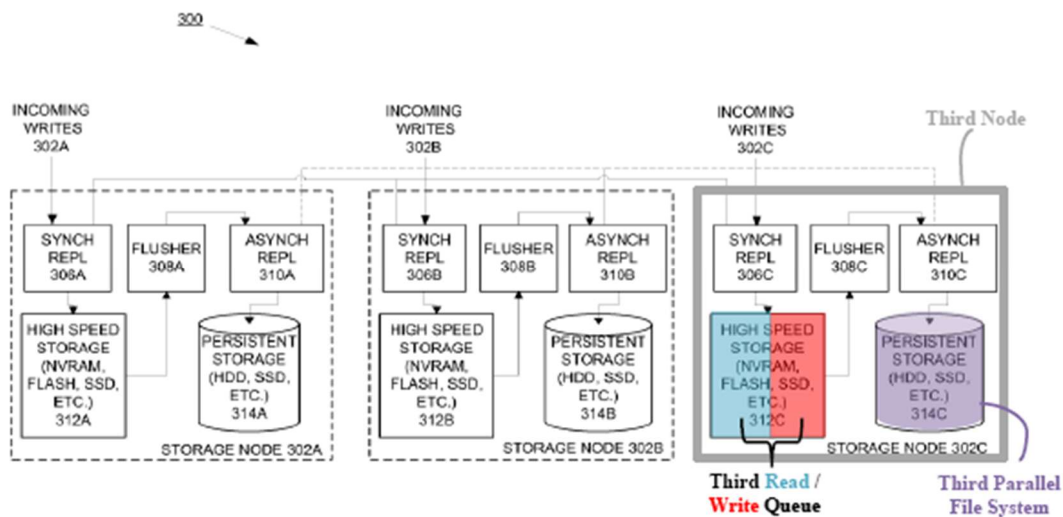 300
INCOMING
WRITES
302A
INCOMING
WRITES
302B
INCOMING
WRITES
302C
Third Node
SYNCH
REPL
306A
FLUSHER
308A
ASYNCH
REPL
310A
SYNCH
REPL
306B
FLUSHER
308B
ASYNCH
REPL
310B
SYNCH
REPL
306C
FLUSHER
308C
ASYNCH
REPL
310C
HIGH SPEED
STORAGE
(NVRAM,
FLASH, SSD,
ETC.)
312A
PERSISTENT
STORAGE
(HDD, SSD,
ETC.)
314A
STORAGE NODE 302A
HIGH SPEED
STORAGE
(NVRAM,
FLASH, SSD,
ETC.)
312B
PERSISTENT
STORAGE
(HDD, SSD,
ETC.)
314B
STORAGE NODE 302B
HIGH SPEED
STORAGE
(NVRAM,
FLASH, SSD,
ETC.)
312C
PERSISTENT
STORAGE
(HDD, SSD,
ETC.)
314C
STORAGE NODE 302C
Third Read /
Write Queue
Third Parallel
File System